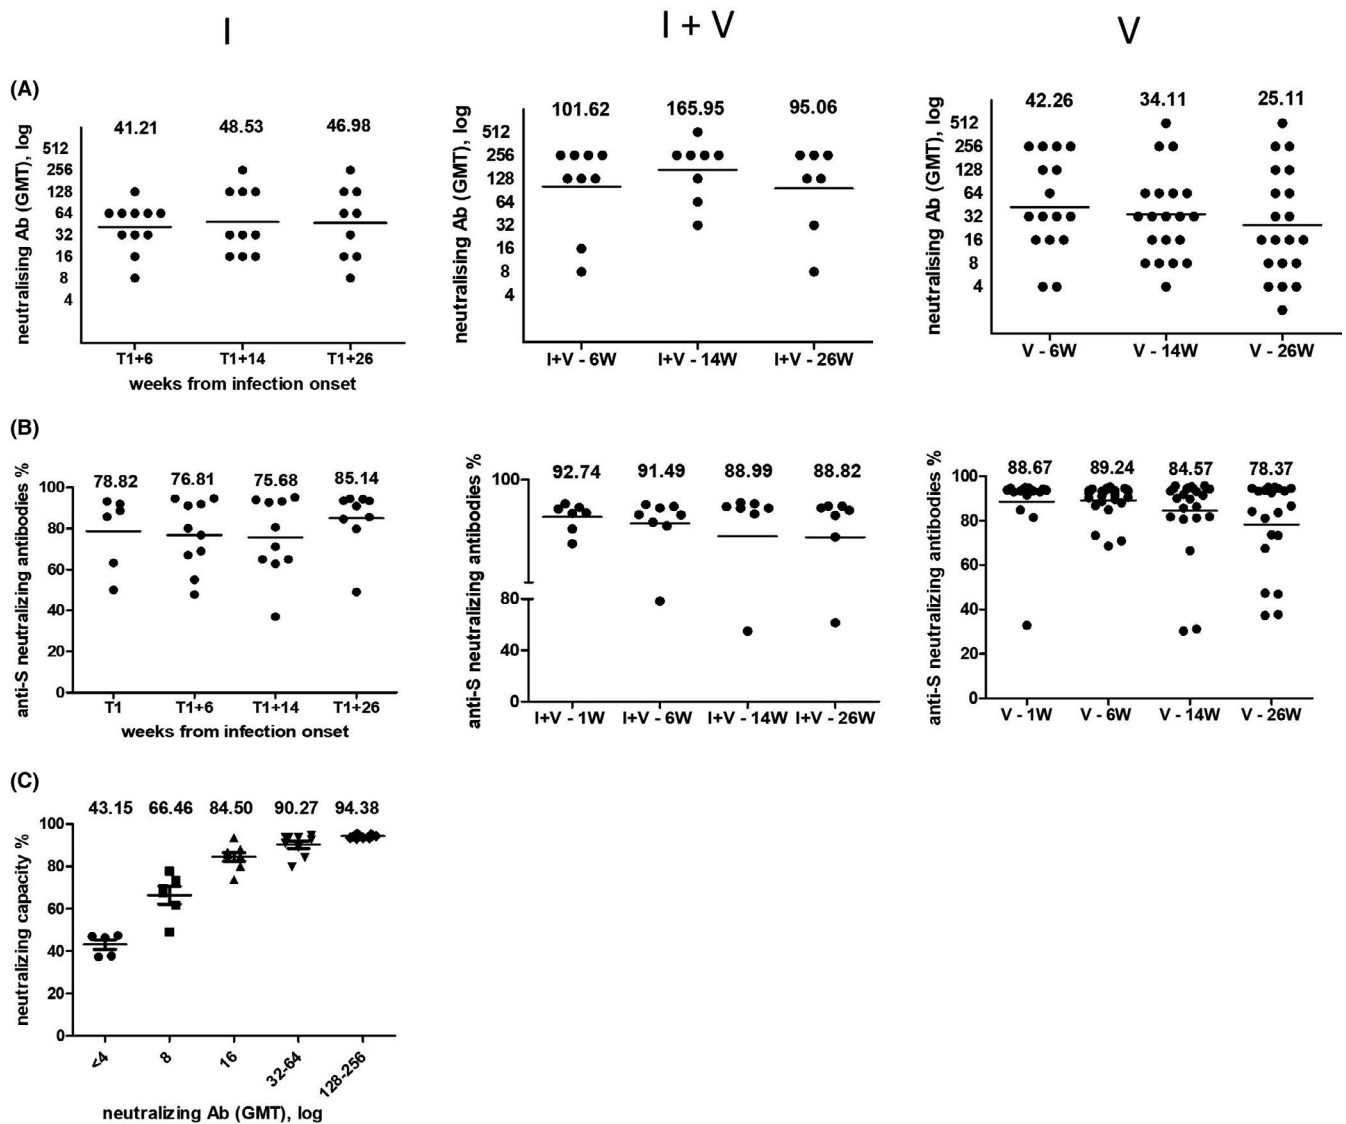 I
I + V
V
(A)
neutralising Ab (GMT), log
41.21 48.53 46.98
512
256
128
64
32
16
8
4
T1+6 T1+14 T1+26
weeks from infection onset
neutralising Ab (GMT), log
101.62 165.95 95.06
512
256
128
64
32
16
8
4
I+V - 6W I+V - 14W I+V - 26W
neutralising Ab (GMT), log
42.26 34.11 25.11
512
256
128
64
32
16
8
4
V - 6W V - 14W V - 26W
(B)
anti-S neutralizing antibodies %
78.82 76.81 75.68 85.14
100
80
60
40
20
0
T1 T1+6 T1+14 T1+26
weeks from infection onset
anti-S neutralizing antibodies %
92.74 91.49 88.99 88.82
100
80
40
0
I+V - 1W I+V - 6W I+V - 14W I+V - 26W
anti-S neutralizing antibodies %
88.67 89.24 84.57 78.37
100
80
60
40
20
0
V - 1W V - 6W V - 14W V - 26W
(C)
neutralizing capacity %
43.15 66.46 84.50 90.27 94.38
100
80
60
40
20
0
<4 8 16 32-64 128-256
neutralizing Ab (GMT), log